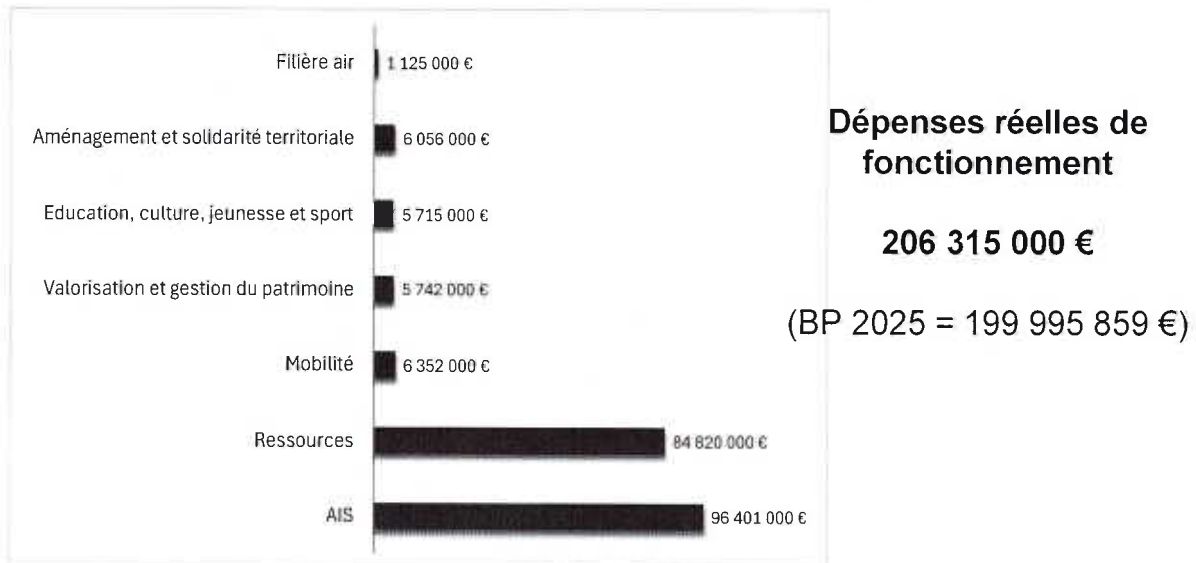 Filière air 1 125 000 €
Aménagement et solidarité territoriale 6 056 000 €
Education, culture, jeunesse et sport 5 715 000 €
Valorisation et gestion du patrimoine 5 742 000 €
Mobilité 6 352 000 €
Ressources 84 820 000 €
AIS 96 401 000 €
Dépenses réelles de
fonctionnement
206 315 000 €
(BP 2025 = 199 995 859 €)